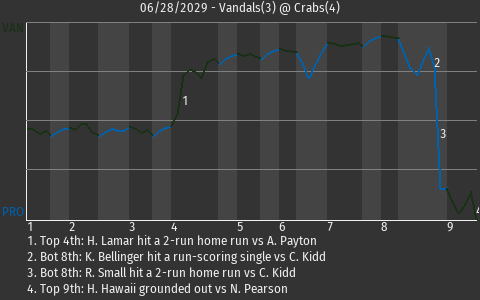 06/28/2029 - Vandals(3) @ Crabs(4)
VAN
1
2
3
4
PRO
1 2 3 4 5 6 7 8 9
1. Top 4th: H. Lamar hit a 2-run home run vs A. Payton
2. Bot 8th: K. Bellinger hit a run-scoring single vs C. Kidd
3. Bot 8th: R. Small hit a 2-run home run vs C. Kidd
4. Top 9th: H. Hawaii grounded out vs N. Pearson